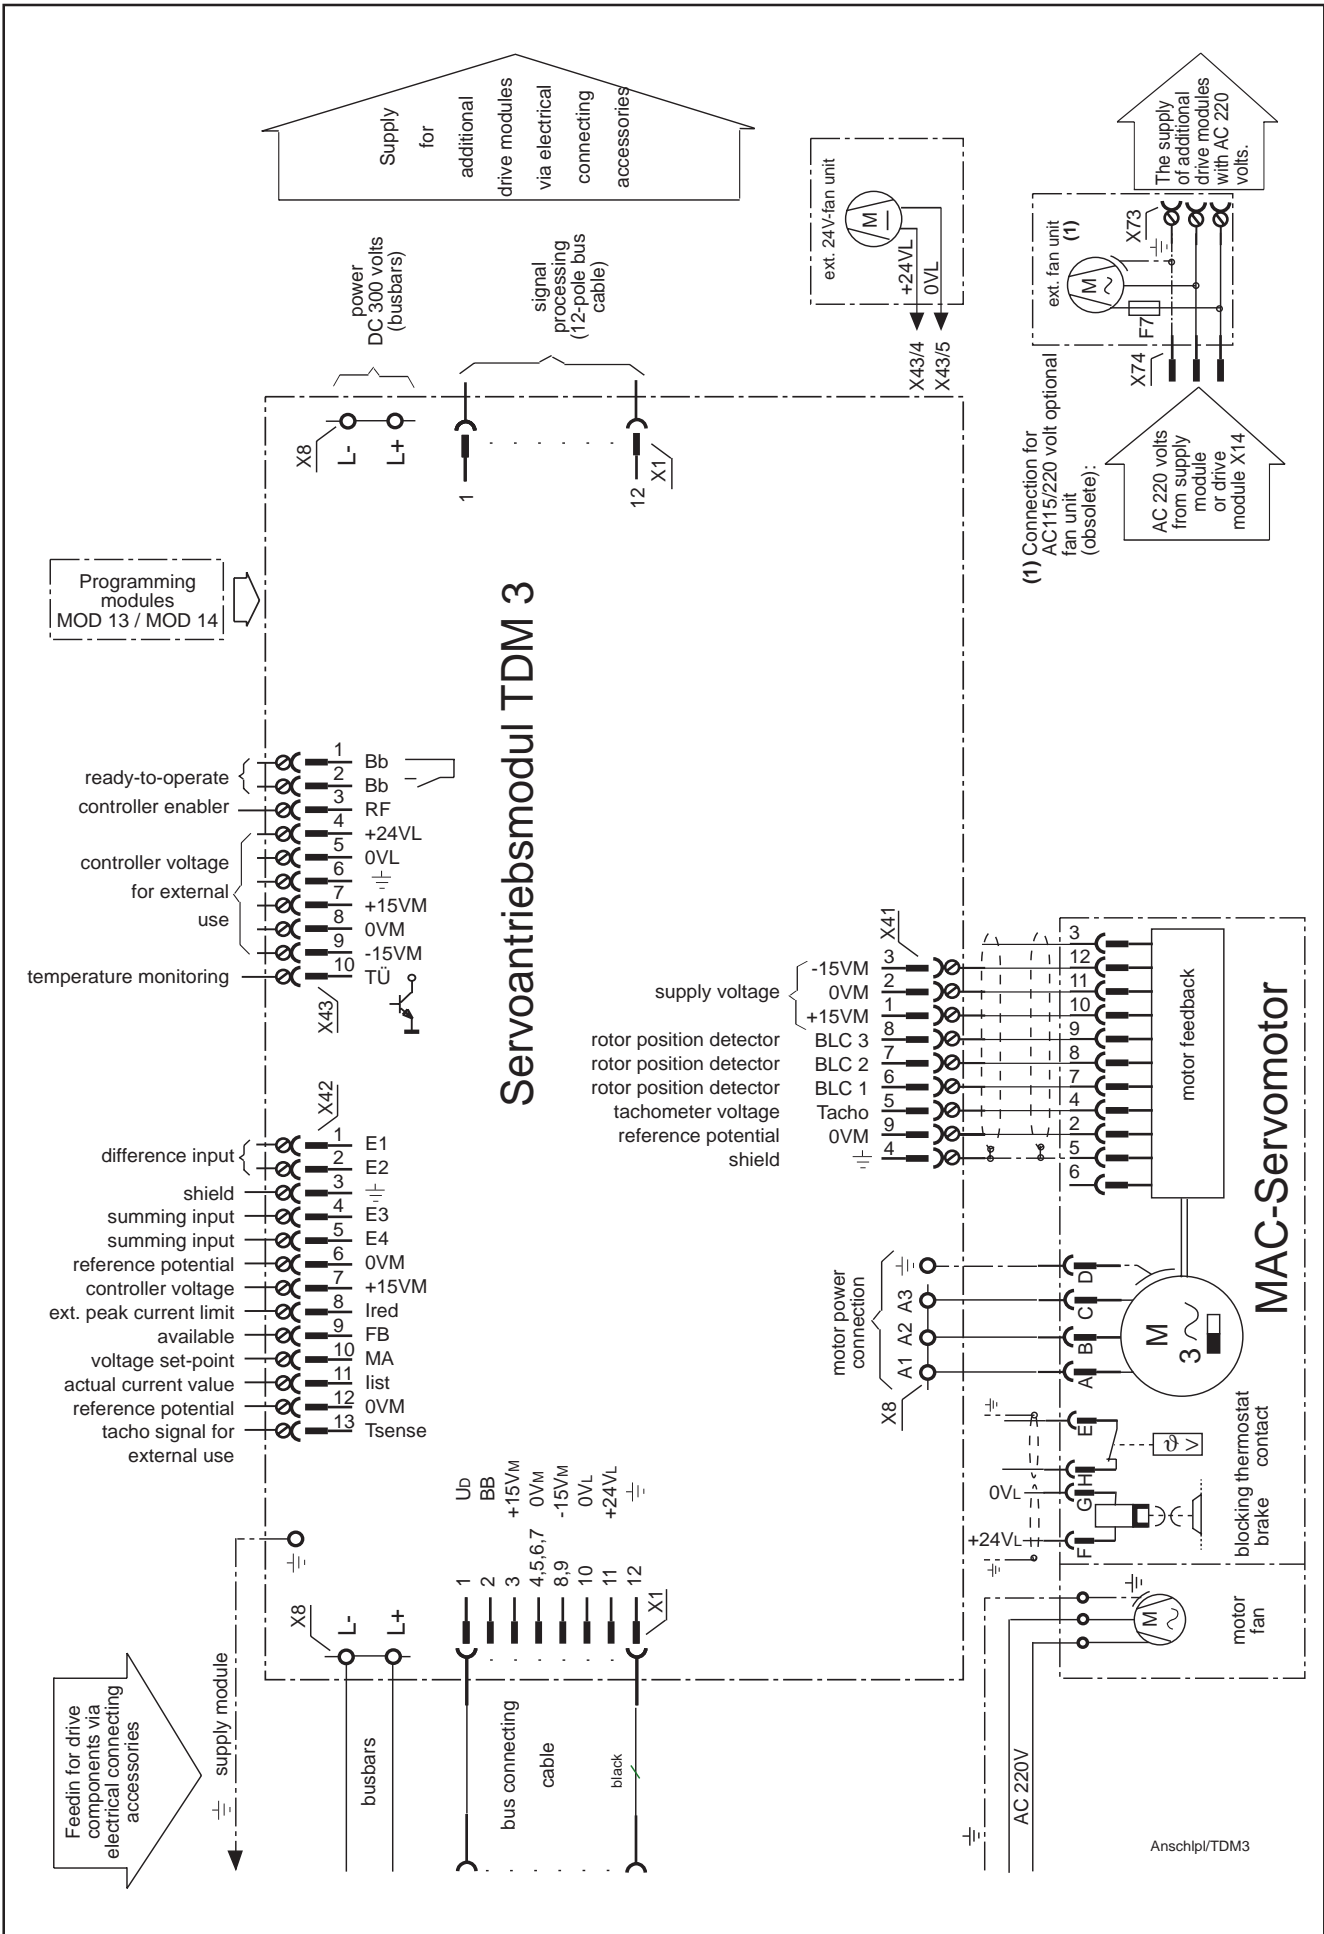 Supply
for
additional
drive modules
via electrical
connecting
accessories
power
DC 300 volts
(busbars)
signal
processing
(12-pole bus
cable)
X8
L-
L+
1
12
X1
ext. 24V-fan unit
M
+24VL
0VL
X43/4
X43/5
The supply
of additional
drive modules
with AC 220
volts.
ext. fan unit
(1)
X73
M
F7
X74
(1) Connection for
AC115/220 volt optional
fan unit
(obsolete):
AC 220 volts
from supply
module
or drive
module X14
Programming
modules
MOD 13 / MOD 14
Servoantriebsmodul TDM 3
ready-to-operate
controller enabler
controller voltage
for external
use
temperature monitoring
1 Bb
2 Bb
3 RF
4 +24VL
5 0VL
6
7 +15VM
8 0VM
9 -15VM
10 TÜ
X43
X42
difference input
1 E1
2 E2
shield 3
summing input 4 E3
summing input 5 E4
reference potential 6 0VM
controller voltage 7 +15VM
ext. peak current limit 8 Ired
available 9 FB
voltage set-point 10 MA
actual current value 11 Iist
reference potential 12 0VM
tacho signal for 13 Tsense
external use
X41
supply voltage
-15VM 3
0VM 2
+15VM 1
rotor position detector BLC 3 8
rotor position detector BLC 2 7
rotor position detector BLC 1 6
tachometer voltage Tacho 5
reference potential 0VM 9
shield 4
3
12
11
10
9
8
7
4
2
5
6
motor feedback
MAC-Servomotor
motor power
connection
X8
A1
A2
A3
D
C
B
A
M
3
E
H
G
F
0VL
+24VL
ϑ
V
blocking thermostat
brake contact
motor
fan
M
AC 220V
UD
BB
+15VM
0VM
-15VM
0VL
+24VL
1
2
3
4,5,6,7
8,9
10
11
12
X1
X8
L-
L+
busbars
bus connecting
cable
black
supply module
Feedin for drive
components via
electrical connecting
accessories
Anschlpl/TDM3